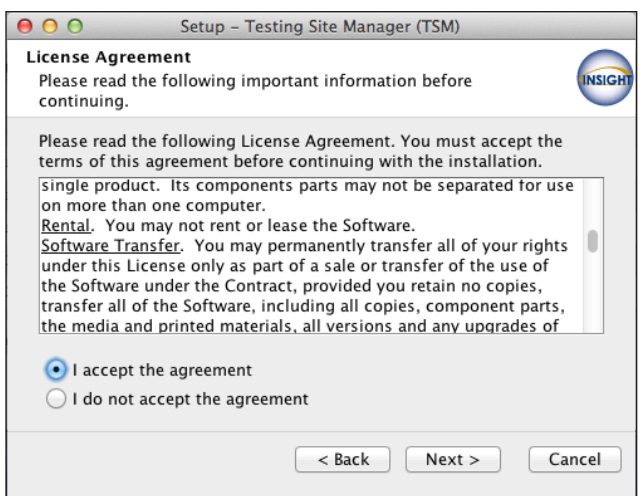 Setup – Testing Site Manager (TSM)
License Agreement
Please read the following important information before
continuing.
INSIGHT
Please read the following License Agreement. You must accept the
terms of this agreement before continuing with the installation.
single product.  Its components parts may not be separated for use
on more than one computer.
Rental.  You may not rent or lease the Software.
Software Transfer.  You may permanently transfer all of your rights
under this License only as part of a sale or transfer of the use of
the Software under the Contract, provided you retain no copies,
transfer all of the Software, including all copies, component parts,
the media and printed materials, all versions and any upgrades of
I accept the agreement
I do not accept the agreement
< Back
Next >
Cancel